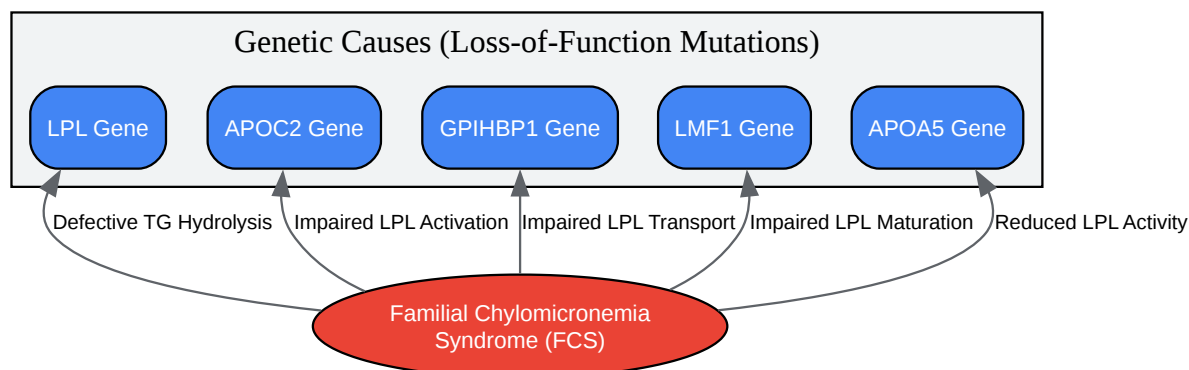 Genetic Causes (Loss-of-Function Mutations)
LPL Gene
APOC2 Gene
GPIHBP1 Gene
LMF1 Gene
APOA5 Gene
Defective TG Hydrolysis
Impaired LPL Activation
Impaired LPL Transport
Impaired LPL Maturation
Reduced LPL Activity
Familial Chylomicronemia
Syndrome (FCS)